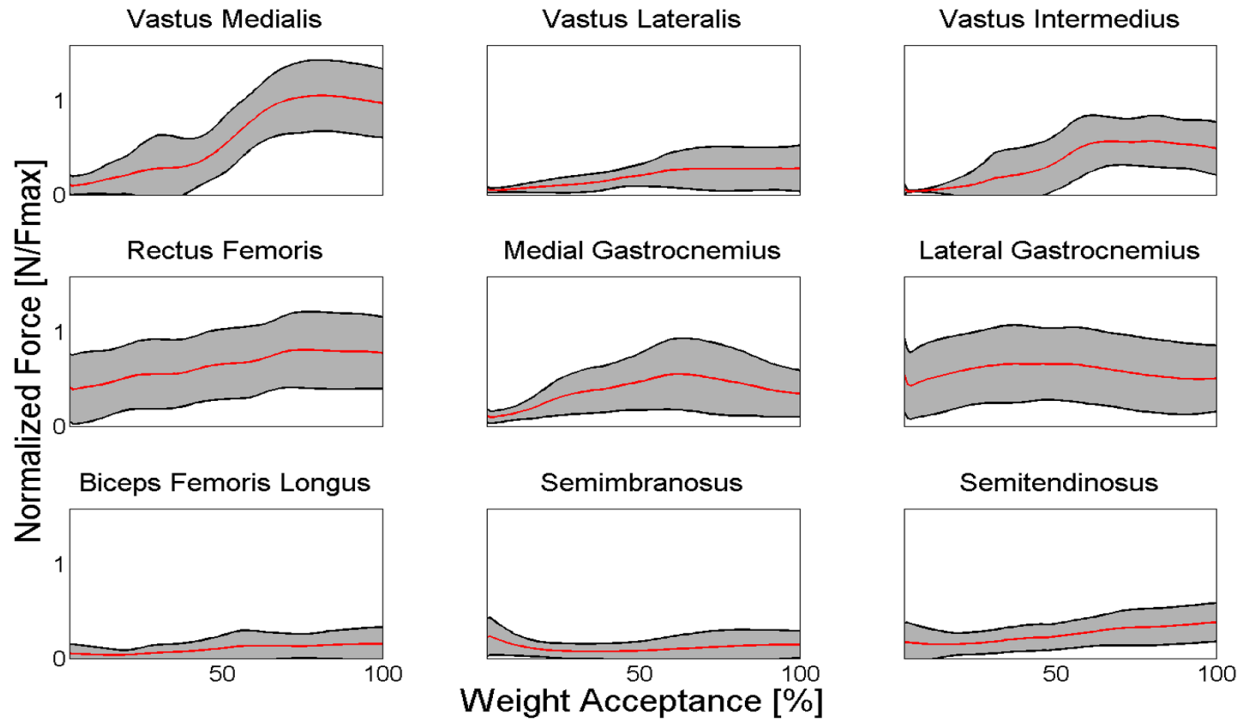 Vastus Medialis
Vastus Lateralis
Vastus Intermedius
1
0
Rectus Femoris
Medial Gastrocnemius
Lateral Gastrocnemius
1
0
Biceps Femoris Longus
Semimbranosus
Semitendinosus
1
0
50
100
50
100
50
100
Normalized Force [N/Fmax]
Weight Acceptance [%]